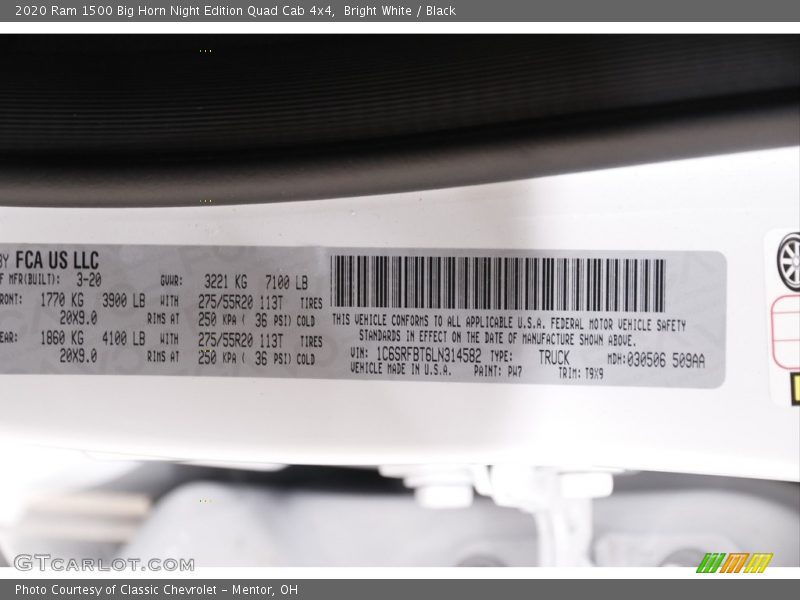 2020 Ram 1500 Big Horn Night Edition Quad Cab 4x4, Bright White / Black
BY FCA US LLC
OF MFR(BUILT): 3-20 GVWR: 3221 KG 7100 LB
FRONT: 1770 KG 3900 LB WITH 275/55R20 113T TIRES
20X9.0 RIMS AT 250 KPA ( 36 PSI) COLD
REAR: 1860 KG 4100 LB WITH 275/55R20 113T TIRES
20X9.0 RIMS AT 250 KPA ( 36 PSI) COLD
THIS VEHICLE CONFORMS TO ALL APPLICABLE U.S.A. FEDERAL MOTOR VEHICLE SAFETY
STANDARDS IN EFFECT ON THE DATE OF MANUFACTURE SHOWN ABOVE.
VIN: 1C6SRFBT6LN314582 TYPE: TRUCK MDH:030506 509AA
VEHICLE MADE IN U.S.A. PAINT: PW7 TRIM: T9X9
GTCARLOT.COM
Photo Courtesy of Classic Chevrolet - Mentor, OH